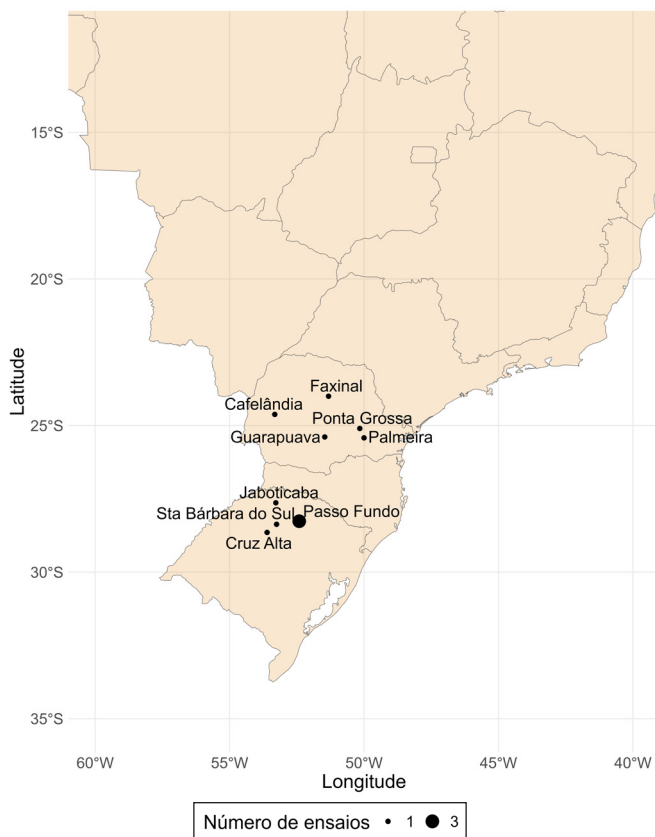 15°S
20°S
25°S
30°S
35°S
Latitude
Faxinal
Cafelândia
Ponta Grossa
Guarapuava
Palmeira
Jaboticaba
Sta Bárbara do Sul
Passo Fundo
Cruz Alta
60°W
55°W
50°W
45°W
40°W
Longitude
Número de ensaios 1 3